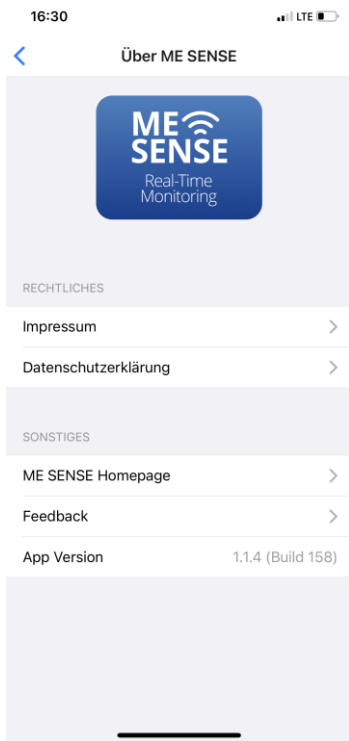 16:30
LTE
Über ME SENSE
ME
SENSE
Real-Time
Monitoring
RECHTLICHES
Impressum
Datenschutzerklärung
SONSTIGES
ME SENSE Homepage
Feedback
App Version 1.1.4 (Build 158)